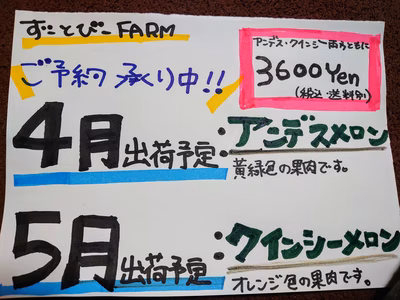 ずことびーFARM
アンデス・クインシー両方ともに
3600Yen
(税込・送料別)
ご予約 承り中!!
4月出荷予定:アンデスメロン
黄緑色の果肉です。
5月出荷予定:クインシーメロン
オレンジ色の果肉です。